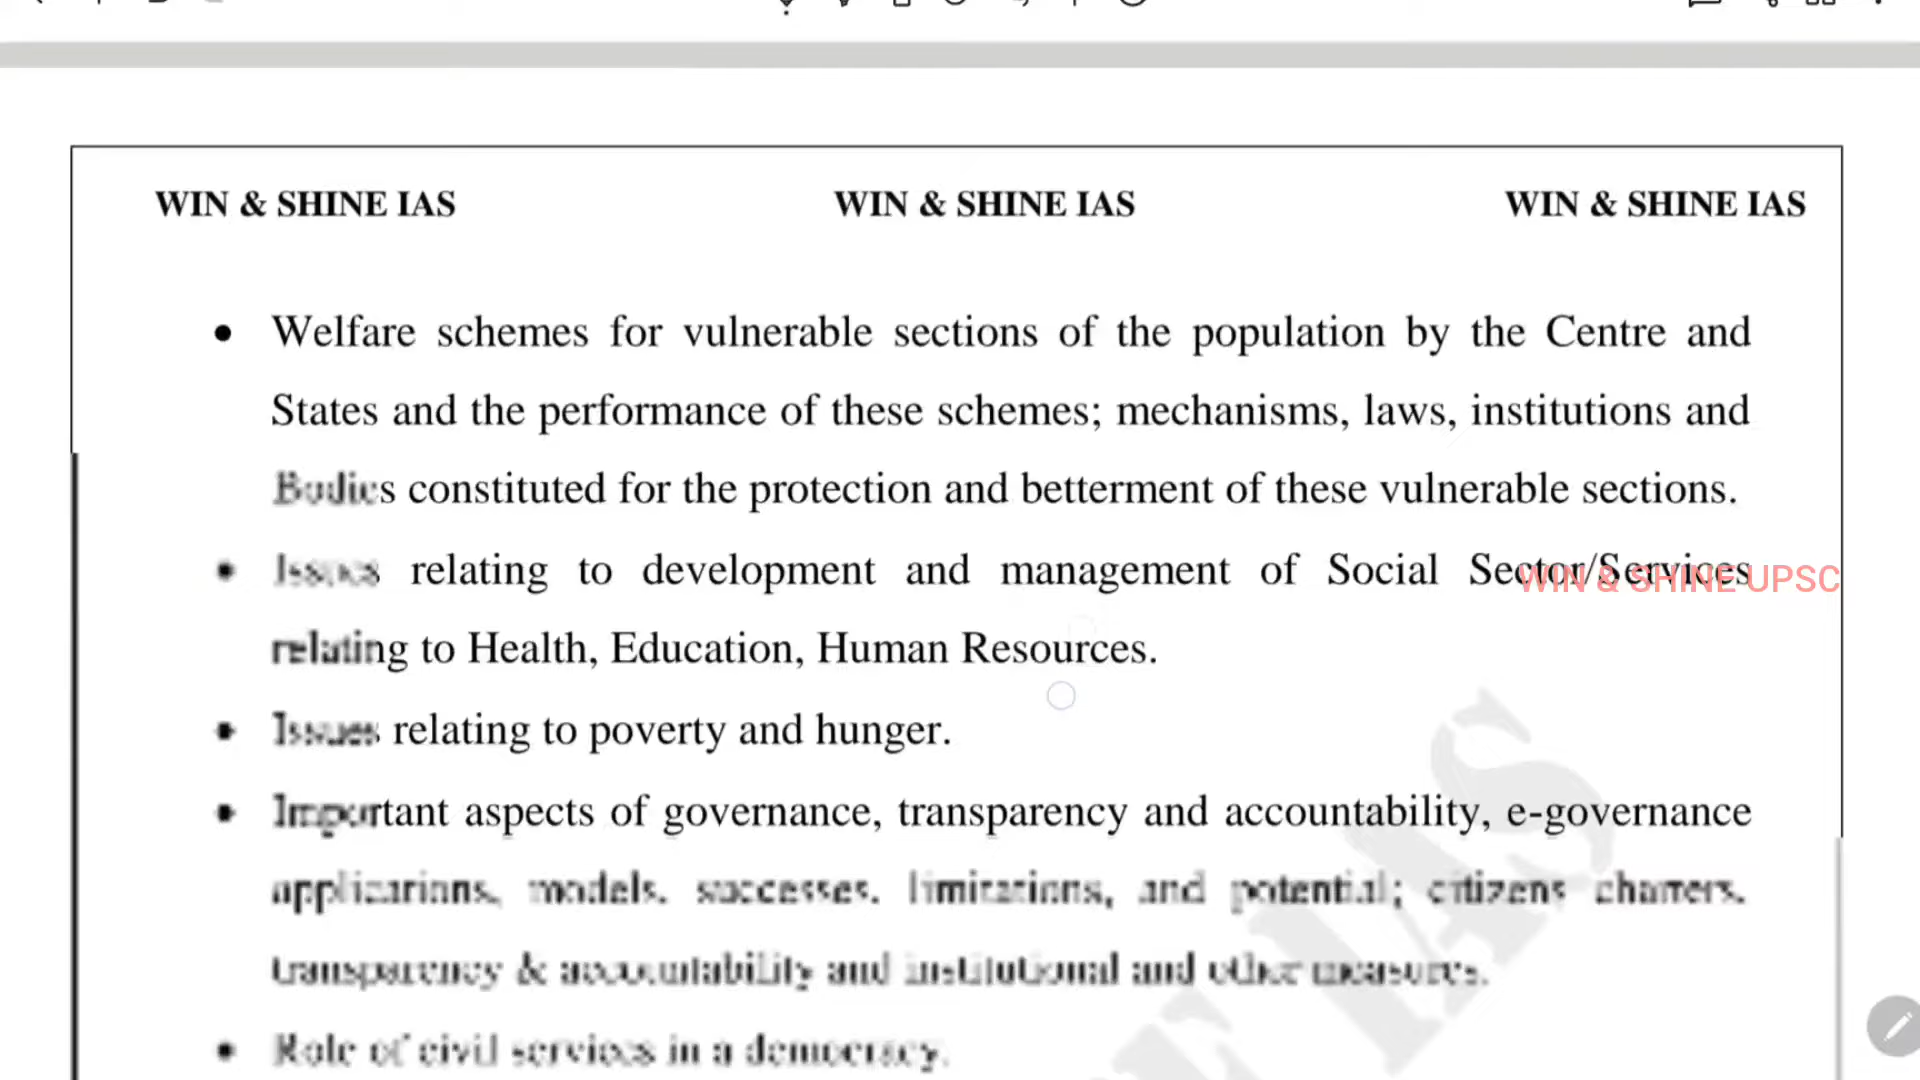 WIN & SHINE IAS WIN & SHINE IAS WIN & SHINE IAS
• Welfare schemes for vulnerable sections of the population by the Centre and
States and the performance of these schemes; mechanisms, laws, institutions and
Bodies constituted for the protection and betterment of these vulnerable sections.
• Issues relating to development and management of Social Sector/Services
WIN & SHINE UPSC
relating to Health, Education, Human Resources.
• Issues relating to poverty and hunger.
• Important aspects of governance, transparency and accountability, e-governance
applications, models, successes, limitations, and potential; citizens charters,
transparency & accountability and institutional and other measures.
• Role of civil services in a democracy.
IAS